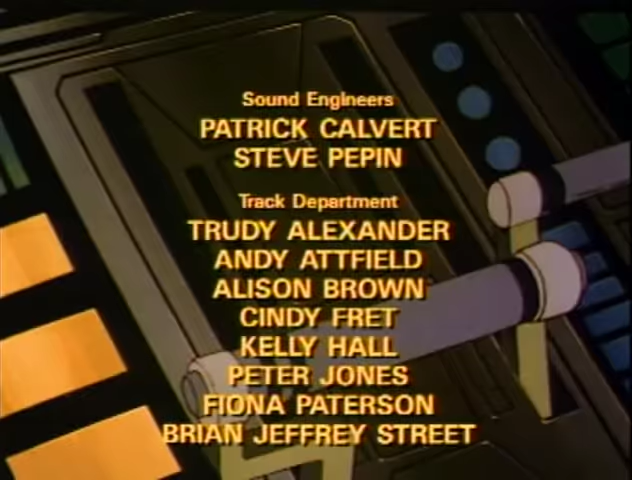 Sound Engineers
PATRICK CALVERT
STEVE PEPIN
Track Department
TRUDY ALEXANDER
ANDY ATTFIELD
ALISON BROWN
CINDY FRET
KELLY HALL
PETER JONES
FIONA PATERSON
BRIAN JEFFREY STREET